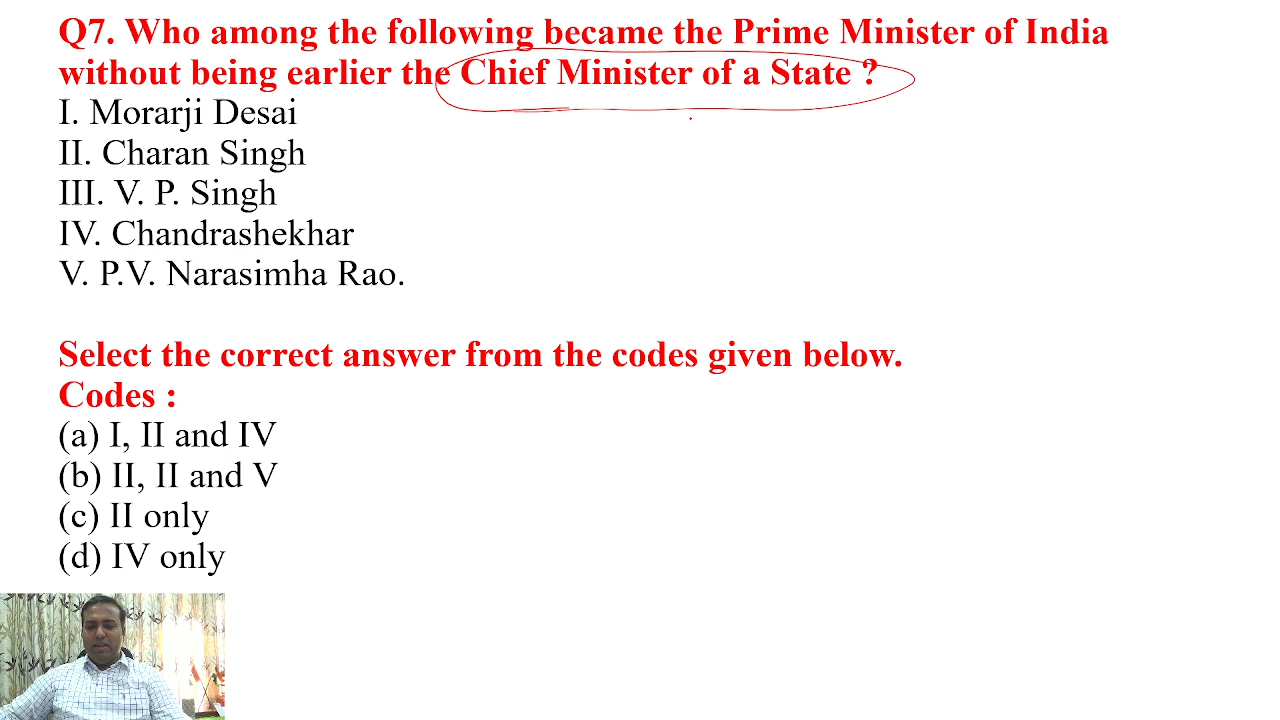 Q7. Who among the following became the Prime Minister of India
without being earlier the Chief Minister of a State ?
I. Morarji Desai
II. Charan Singh
III. V. P. Singh
IV. Chandrashekhar
V. P.V. Narasimha Rao.
Select the correct answer from the codes given below.
Codes :
(a) I, II and IV
(b) II, II and V
(c) II only
(d) IV only